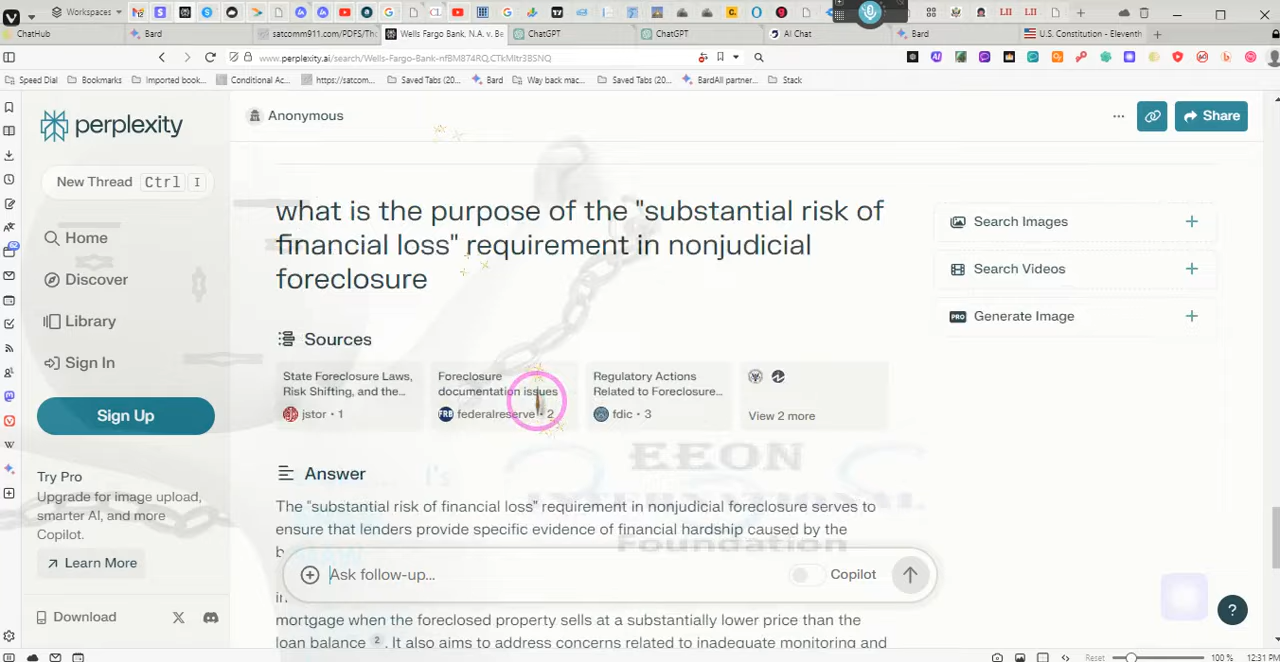 Workspaces
ChatHub
Bard
satcomm911.com/PDFS/Th
Wells Fargo Bank, N.A. v. Be
ChatGPT
ChatGPT
AI Chat
Bard
U.S. Constitution - Eleventh
www.perplexity.ai/search/Wells-Fargo-Bank-nfBM874RQ.CTkMItr3BSNQ
Speed Dial
Bookmarks
Imported book...
Conditional Ac...
https://satcom...
Saved Tabs (20...
Bard
Way back mac...
Saved Tabs (20...
BardAll partner...
Stack
perplexity
Anonymous
Share
New Thread Ctrl I
Home
Discover
Library
Sign In
Sign Up
Try Pro
Upgrade for image upload,
smarter AI, and more
Copilot.
Learn More
Download
what is the purpose of the "substantial risk of
financial loss" requirement in nonjudicial
foreclosure
Search Images
Search Videos
PRO Generate Image
Sources
State Foreclosure Laws,
Risk Shifting, and the...
jstor · 1
Foreclosure
documentation issues
FRB federalreserve · 2
Regulatory Actions
Related to Foreclosure...
fdic · 3
View 2 more
Answer
The "substantial risk of financial loss" requirement in nonjudicial foreclosure serves to
ensure that lenders provide specific evidence of financial hardship caused by the
Ask follow-up...
Copilot
mortgage when the foreclosed property sells at a substantially lower price than the
loan balance 2 . It also aims to address concerns related to inadequate monitoring and
EEON
INTERNATIONAL
Foundation
?
Reset
100 %
12:31 PM